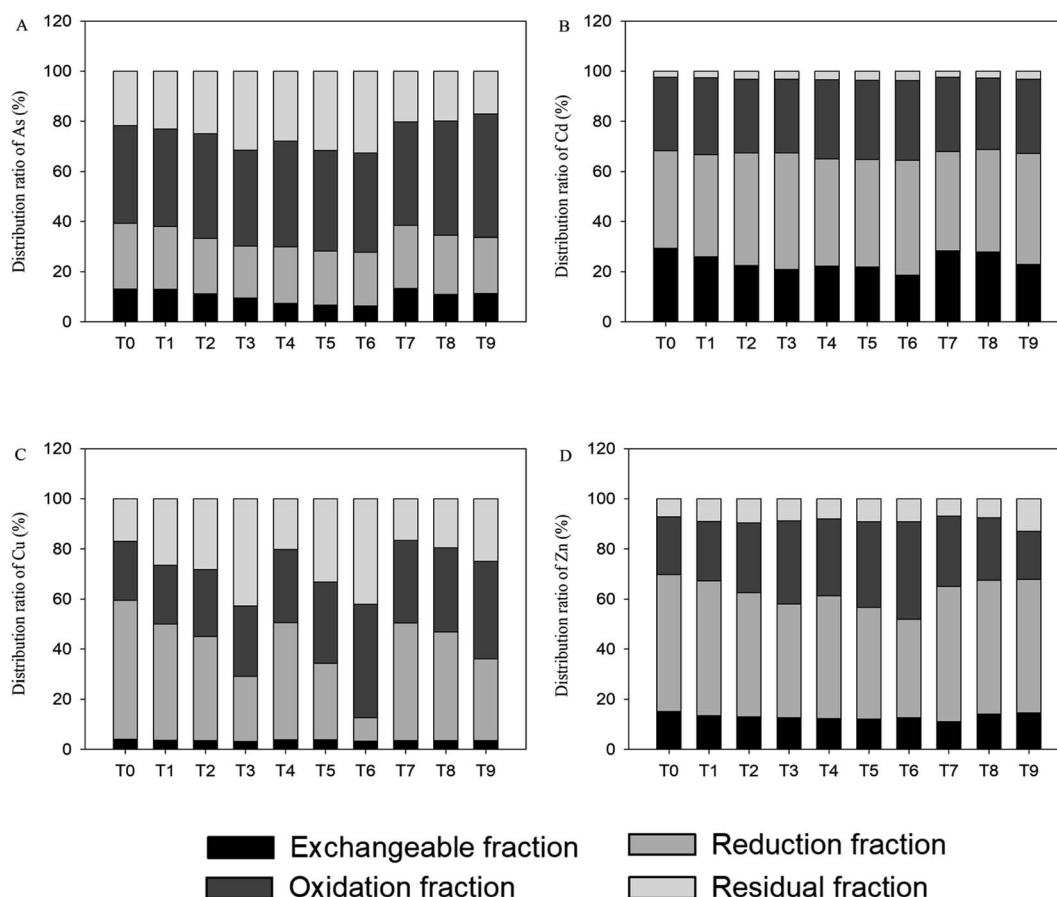 A
Distribution ratio of As (%)
120
100
80
60
40
20
0
T0 T1 T2 T3 T4 T5 T6 T7 T8 T9
B
Distribution ratio of Cd (%)
120
100
80
60
40
20
0
T0 T1 T2 T3 T4 T5 T6 T7 T8 T9
C
Distribution ratio of Cu (%)
120
100
80
60
40
20
0
T0 T1 T2 T3 T4 T5 T6 T7 T8 T9
D
Distribution ratio of Zn (%)
120
100
80
60
40
20
0
T0 T1 T2 T3 T4 T5 T6 T7 T8 T9
Exchangeable fraction
Reduction fraction
Oxidation fraction
Residual fraction